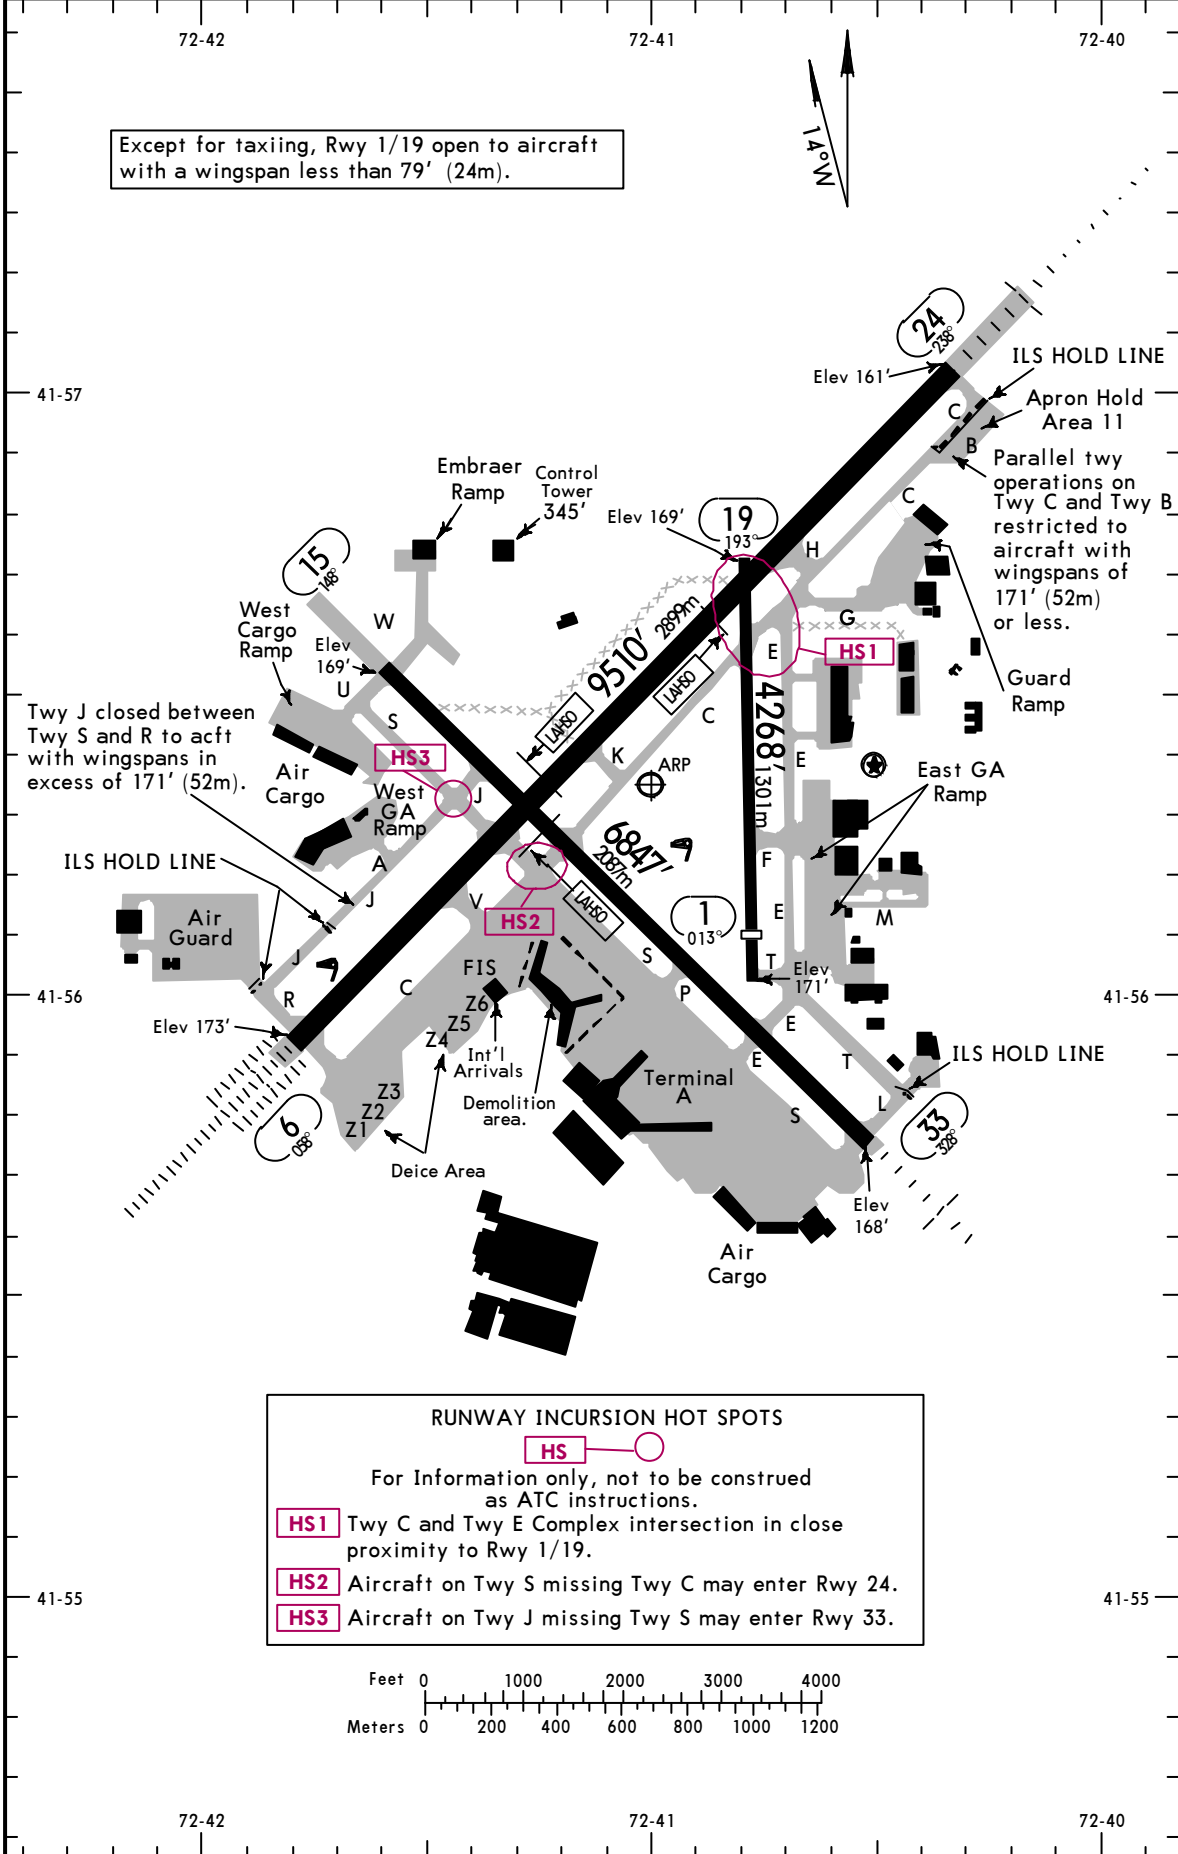 72-42
72-41
72-40
Except for taxiing, Rwy 1/19 open to aircraft
with a wingspan less than 79' (24m).
14°W
24
238°
ILS HOLD LINE
Elev 161'
41-57
Apron Hold
Area 11
C
B
Parallel twy
operations on
Twy C and Twy B
restricted to
aircraft with
wingspans of
171' (52m)
or less.
Embraer
Ramp
Control
Tower
345'
Elev 169'
19
193°
C
H
15
148°
West
Cargo
Ramp
W
Elev
169'
9510'
2899m
G
E
HS1
Guard
Ramp
U
S
LAHSO
LAHSO
C
4268'
1301m
Twy J closed between
Twy S and R to acft
with wingspans in
excess of 171' (52m).
HS3
Air
Cargo
West
GA
Ramp
J
K
ARP
E
East GA
Ramp
6847'
2087m
ILS HOLD LINE
A
J
V
HS2
LAHSO
F
1
013°
E
M
Air
Guard
J
R
C
FIS
S
P
T
Elev
171'
41-56
41-56
Z6
Z5
Z4
Elev 173'
Int'l
Arrivals
E
E
T
ILS HOLD LINE
Demolition
area.
Terminal
A
Z3
Z2
Z1
S
L
6
058°
33
328°
Deice Area
Elev
168'
Air
Cargo
RUNWAY INCURSION HOT SPOTS
HS
For Information only, not to be construed
as ATC instructions.
HS1 Twy C and Twy E Complex intersection in close
proximity to Rwy 1/19.
HS2 Aircraft on Twy S missing Twy C may enter Rwy 24.
HS3 Aircraft on Twy J missing Twy S may enter Rwy 33.
41-55
41-55
Feet 0 1000 2000 3000 4000
Meters 0 200 400 600 800 1000 1200
72-42
72-41
72-40